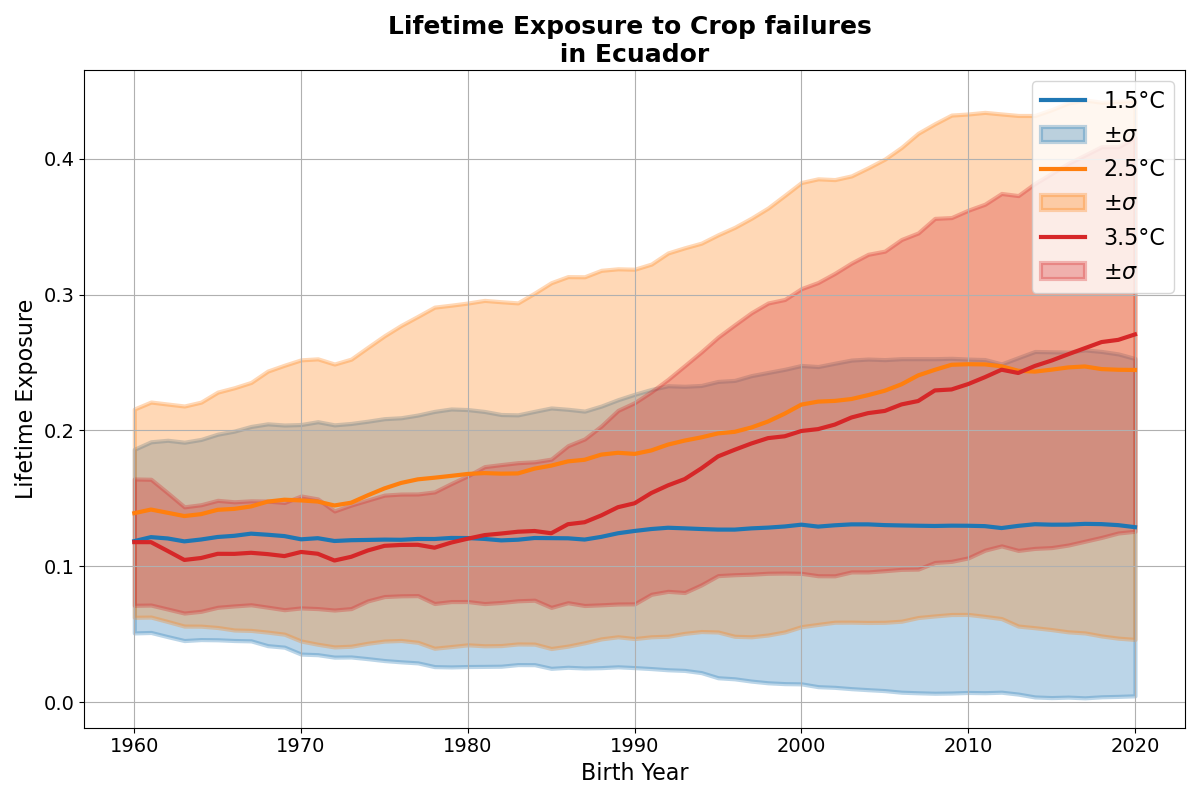 Lifetime Exposure to Crop failures
in Ecuador
Lifetime Exposure
0.4
0.3
0.2
0.1
0.0
1960 1970 1980 1990 2000 2010 2020
Birth Year
1.5°C
±σ
2.5°C
±σ
3.5°C
±σ